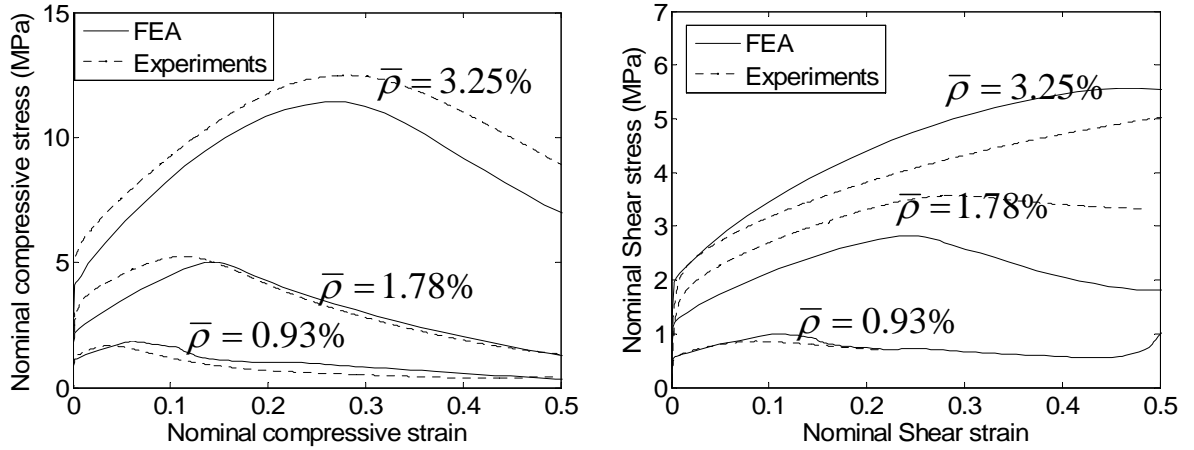 15
10
5
0
0
0.1
0.2
0.3
0.4
0.5
Nominal compressive stress (MPa)
Nominal compressive strain
FEA
Experiments
ρ̅ = 3.25%
ρ̅ = 1.78%
ρ̅ = 0.93%
7
6
5
4
3
2
1
0
0
0.1
0.2
0.3
0.4
0.5
Nominal Shear stress (MPa)
Nominal Shear strain
FEA
Experiments
ρ̅ = 3.25%
ρ̅ = 1.78%
ρ̅ = 0.93%